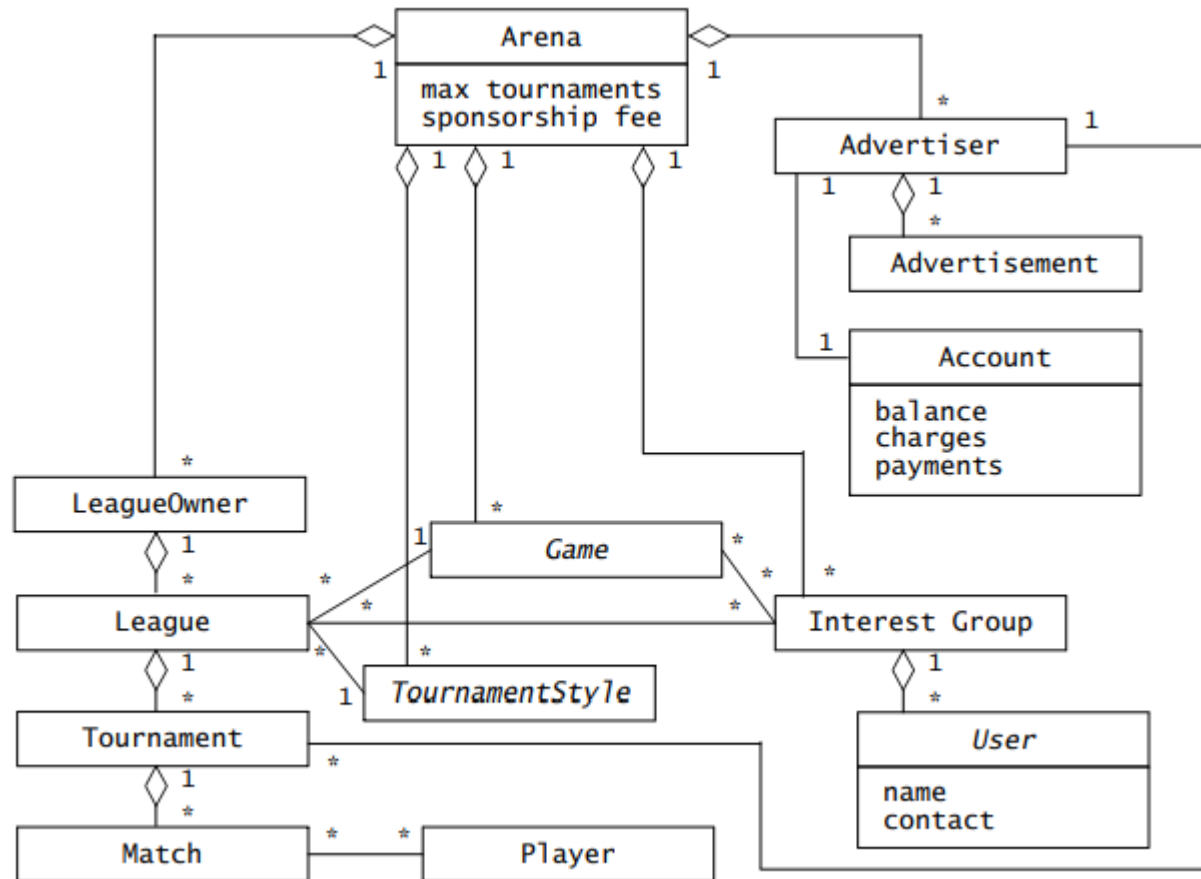 Arena
1
1
max tournaments
sponsorship fee
*
1
1
1
1
Advertiser
1
1
*
Advertisement
1
Account
balance
charges
payments
*
LeagueOwner
1
*
1
Game
*
*
*
*
*
*
League
Interest Group
*
*
1
1
1
TournamentStyle
*
*
Tournament
*
User
1
name
contact
*
*
*
Match
Player